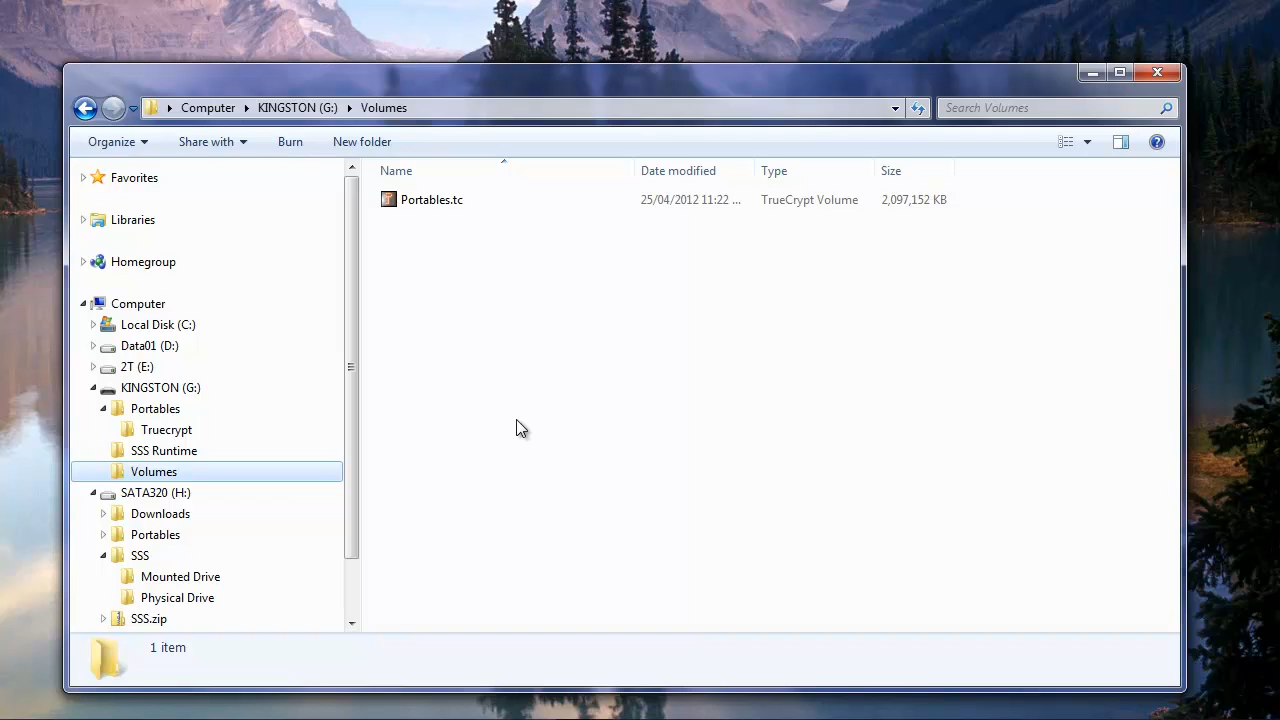 Computer KINGSTON (G:) Volumes
Search Volumes
Organize Share with Burn New folder
Name Date modified Type Size
Portables.tc 25/04/2012 11:22 ... TrueCrypt Volume 2,097,152 KB
Favorites
Libraries
Homegroup
Computer
Local Disk (C:)
Data01 (D:)
2T (E:)
KINGSTON (G:)
Portables
Truecrypt
SSS Runtime
Volumes
SATA320 (H:)
Downloads
Portables
SSS
Mounted Drive
Physical Drive
SSS.zip
1 item